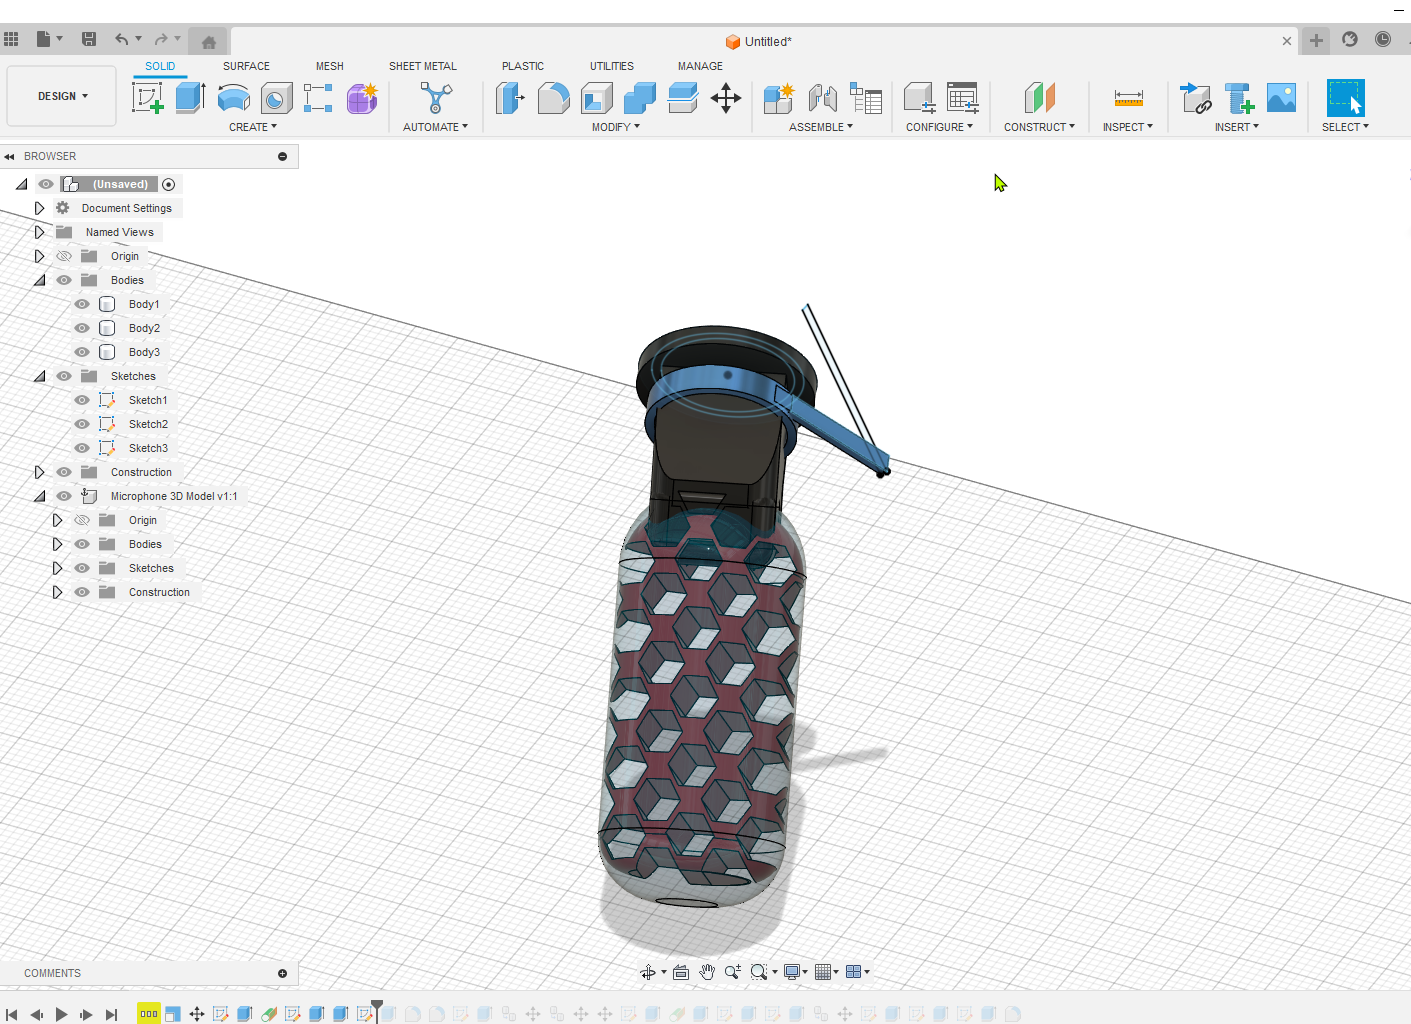 Untitled*
SOLID SURFACE MESH SHEET METAL PLASTIC UTILITIES MANAGE
DESIGN
CREATE AUTOMATE MODIFY ASSEMBLE CONFIGURE CONSTRUCT INSPECT INSERT SELECT
BROWSER
(Unsaved)
Document Settings
Named Views
Origin
Bodies
Body1
Body2
Body3
Sketches
Sketch1
Sketch2
Sketch3
Construction
Microphone 3D Model v1:1
Origin
Bodies
Sketches
Construction
COMMENTS